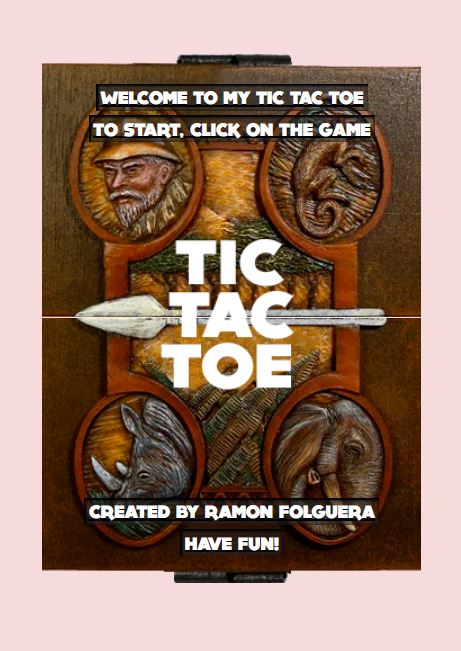 WELCOME TO MY TIC TAC TOE
TO START, CLICK ON THE GAME
TIC
TAC
TOE
CREATED BY RAMON FOLGUERA
HAVE FUN!